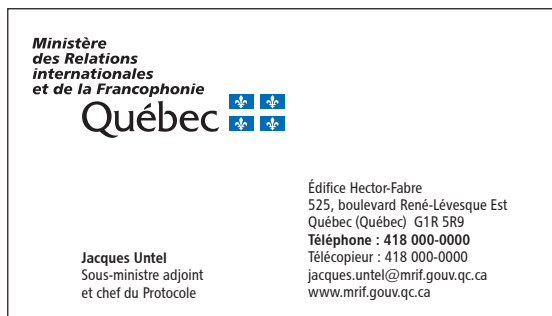 Ministère
des Relations
internationales
et de la Francophonie
Québec
Jacques Untel
Sous-ministre adjoint
et chef du Protocole
Édifice Hector-Fabre
525, boulevard René-Lévesque Est
Québec (Québec)  G1R 5R9
Téléphone : 418 000-0000
Télécopieur : 418 000-0000
jacques.untel@mrif.gouv.qc.ca
www.mrif.gouv.qc.ca